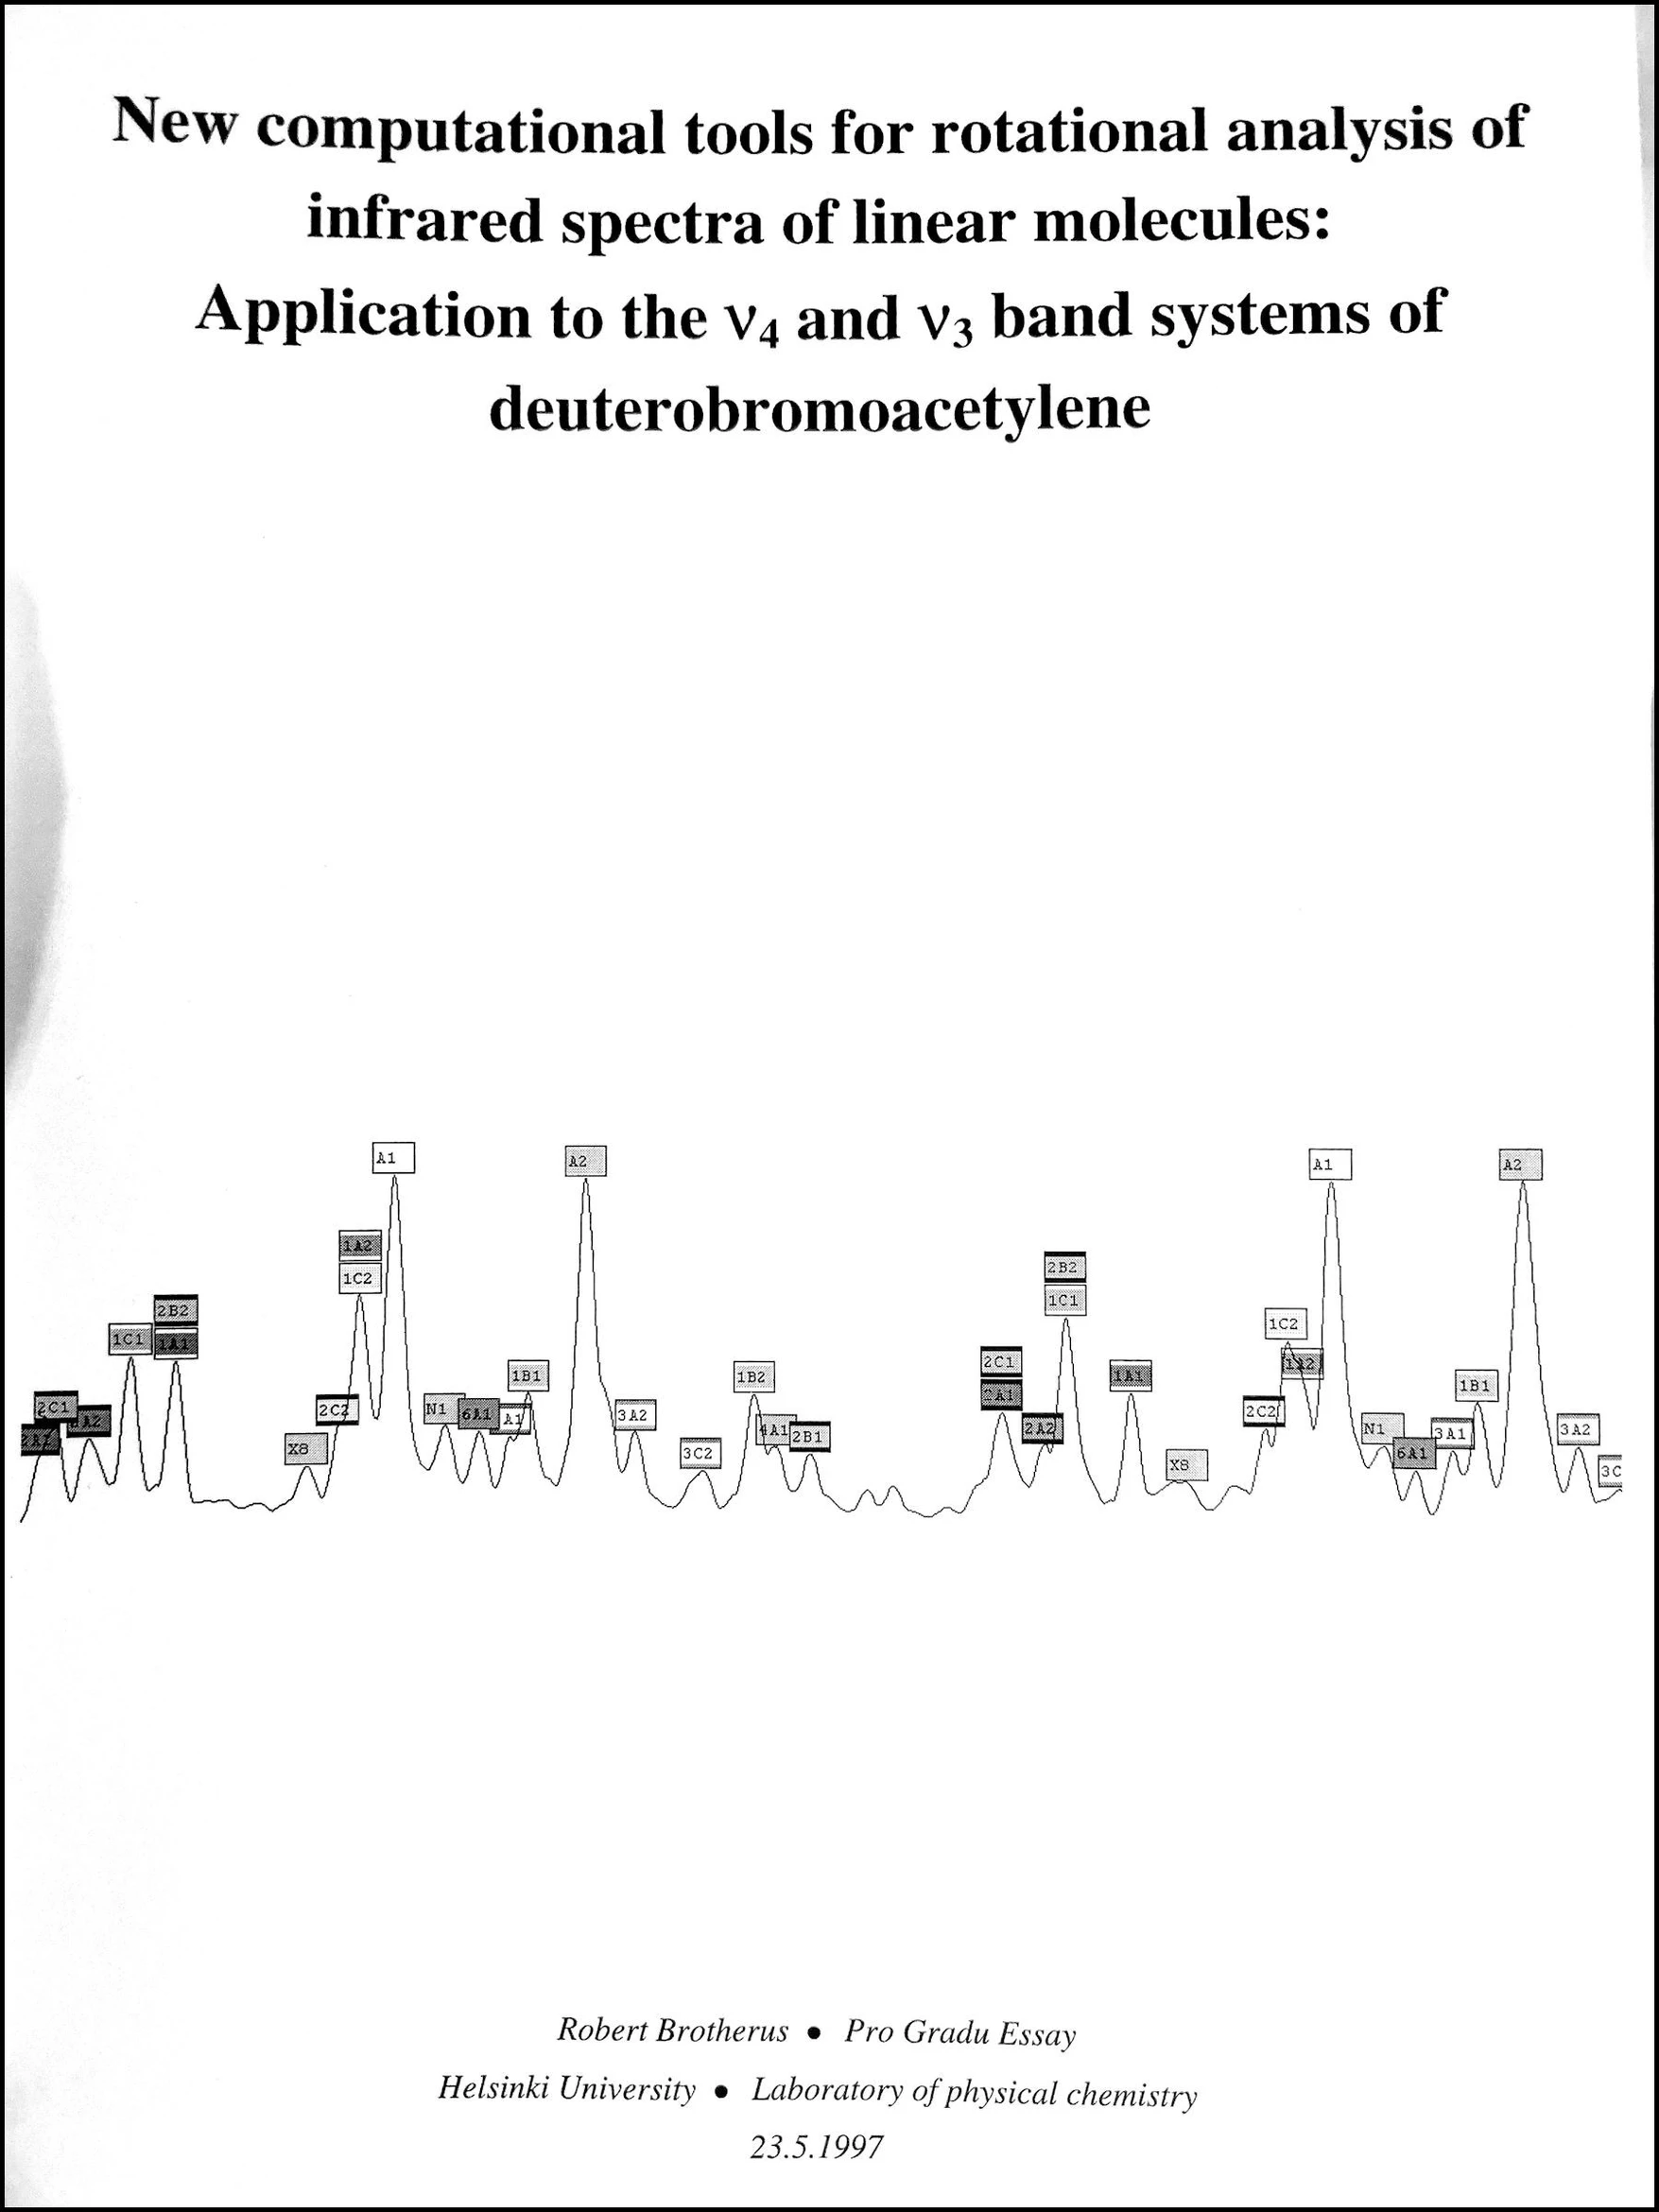 New computational tools for rotational analysis of
infrared spectra of linear molecules:
Application to the ν₄ and ν₃ band systems of
deuterobromoacetylene
A1
A2
A1
A2
1A2
1C2
2B2
1C1
2B2
1A1
1C1
1C2
1A2
2C1
2A1
1A1
1B1
1B2
1B1
2C1
2C2
N1
6A1
A1
3A2
4A1
2B1
2A2
2C2
N1
3A1
3A2
X8
3C2
6A1
X8
3C
Robert Brotherus • Pro Gradu Essay
Helsinki University • Laboratory of physical chemistry
23.5.1997